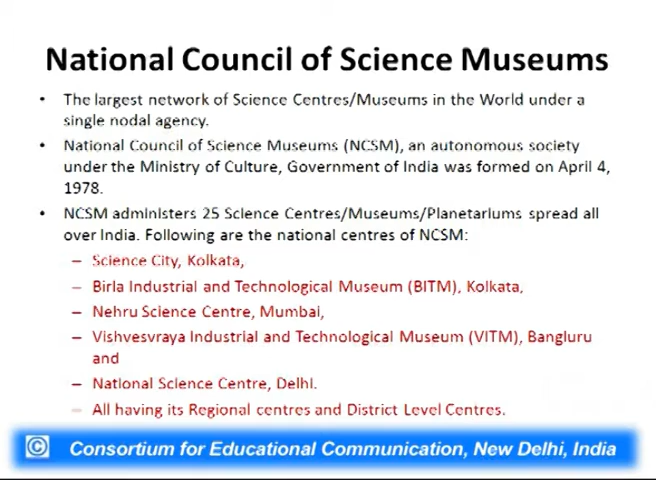 National Council of Science Museums
• The largest network of Science Centres/Museums in the World under a
single nodal agency.
• National Council of Science Museums (NCSM), an autonomous society
under the Ministry of Culture, Government of India was formed on April 4,
1978.
• NCSM administers 25 Science Centres/Museums/Planetariums spread all
over India. Following are the national centres of NCSM:
– Science City, Kolkata,
– Birla Industrial and Technological Museum (BITM), Kolkata,
– Nehru Science Centre, Mumbai,
– Vishvesvraya Industrial and Technological Museum (VITM), Bangluru
and
– National Science Centre, Delhi.
– All having its Regional centres and District Level Centres.
© Consortium for Educational Communication, New Delhi, India